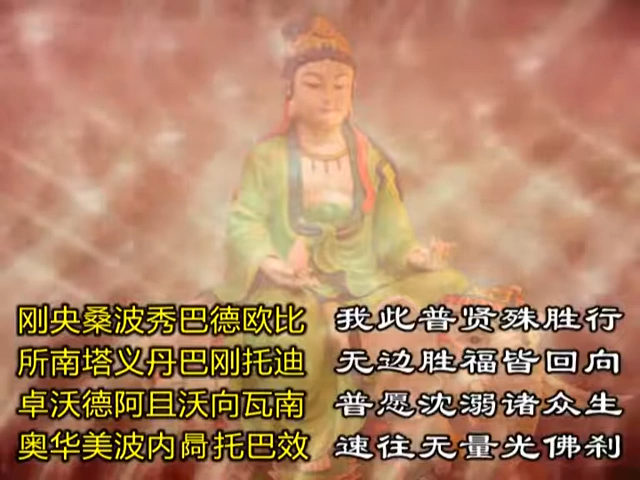 刚央桑波秀巴德欧比 我此普贤殊胜行
所南塔义丹巴刚托迪 无边胜福皆回向
卓沃德阿且沃向瓦南 普愿沈溺诸众生
奥华美波内咼托巴效 速往无量光佛刹